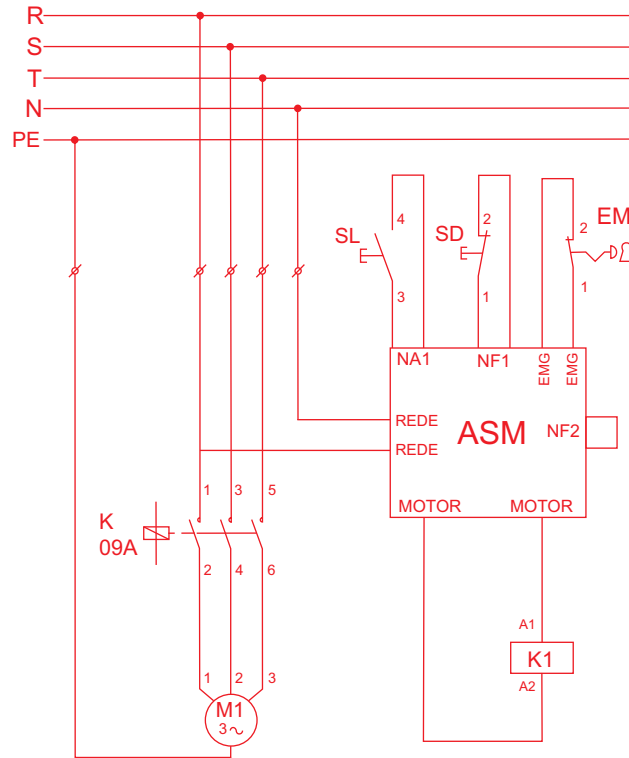 R
S
T
N
PE
4
2
2
EM
SL
SD
3
1
1
NA1
NF1
EMG
EMG
REDE
ASM
NF2
REDE
MOTOR
MOTOR
1
3
5
K
09A
2
4
6
A1
K1
A2
1
2
3
M1
3~